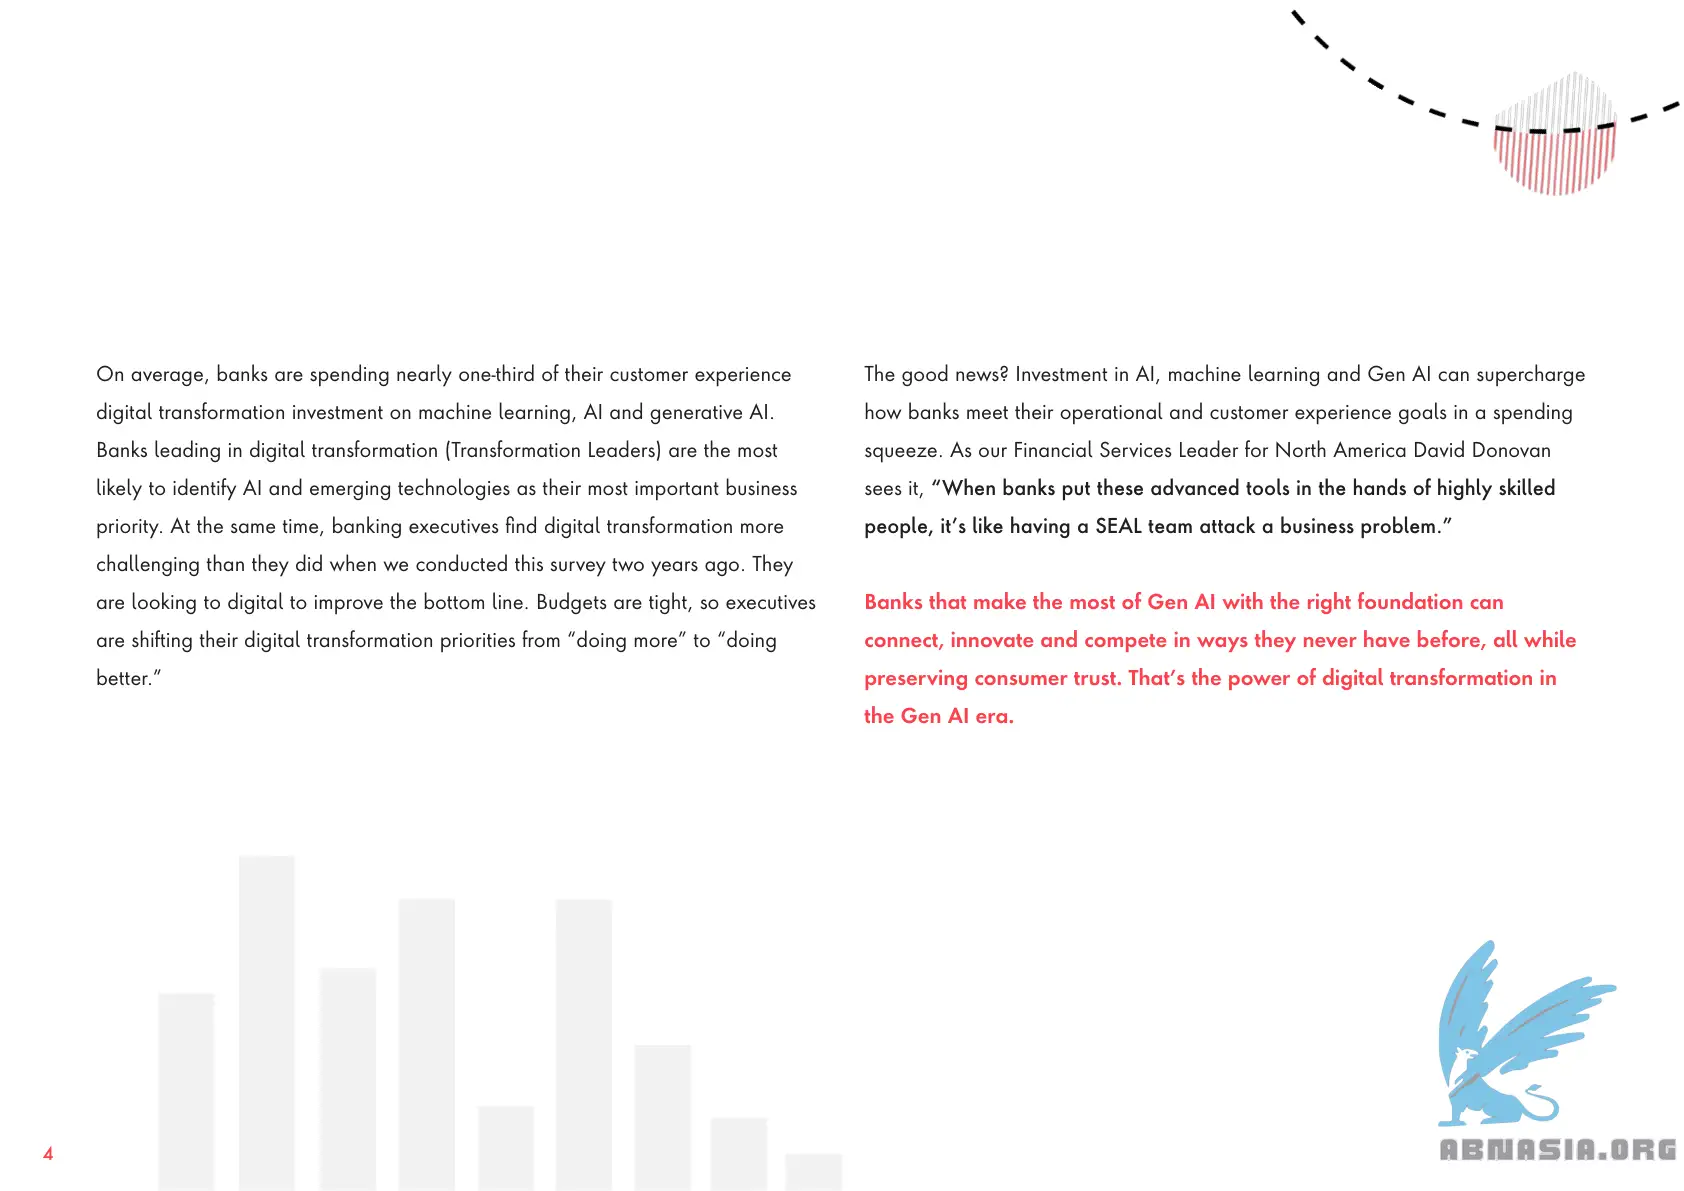 On average, banks are spending nearly one-third of their customer experience
digital transformation investment on machine learning, AI and generative AI.
Banks leading in digital transformation (Transformation Leaders) are the most
likely to identify AI and emerging technologies as their most important business
priority. At the same time, banking executives find digital transformation more
challenging than they did when we conducted this survey two years ago. They
are looking to digital to improve the bottom line. Budgets are tight, so executives
are shifting their digital transformation priorities from “doing more” to “doing
better.”
The good news? Investment in AI, machine learning and Gen AI can supercharge
how banks meet their operational and customer experience goals in a spending
squeeze. As our Financial Services Leader for North America David Donovan
sees it, “When banks put these advanced tools in the hands of highly skilled
people, it’s like having a SEAL team attack a business problem.”
Banks that make the most of Gen AI with the right foundation can
connect, innovate and compete in ways they never have before, all while
preserving consumer trust. That’s the power of digital transformation in
the Gen AI era.
4
ABNASIA.ORG